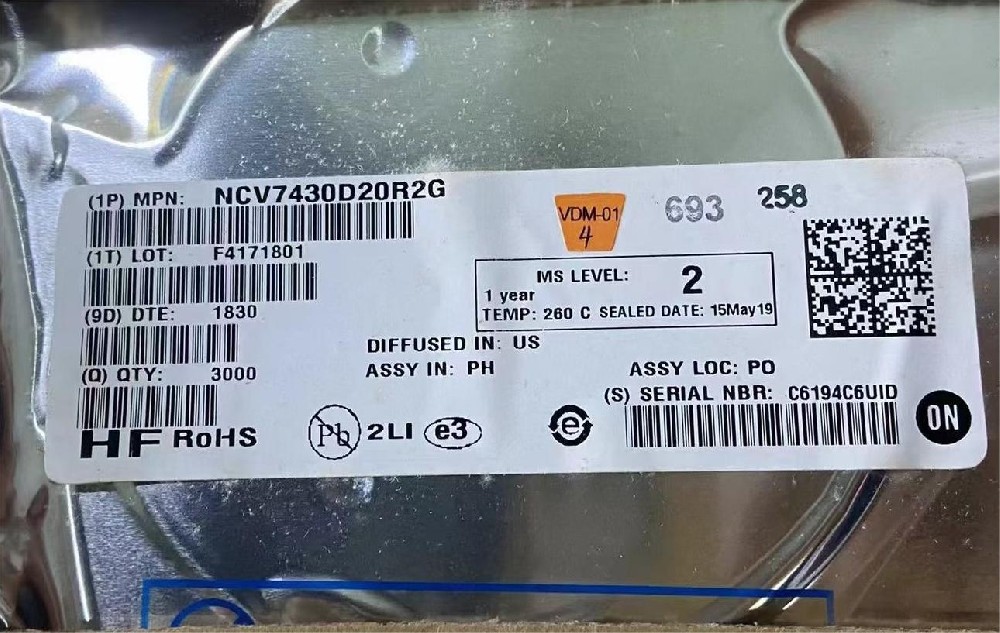 (1P) MPN: NCV7430D20R2G
(1T) LOT: F4171801
(9D) DTE: 1830
(Q) QTY: 3000
HF RoHS
Pb 2LI e3
VDM-01
4
693 258
MS LEVEL: 2
1 year
TEMP: 260 C SEALED DATE: 15May19
DIFFUSED IN: US
ASSY IN: PH
ASSY LOC: PO
(S) SERIAL NBR: C6194C6UID
e
ON